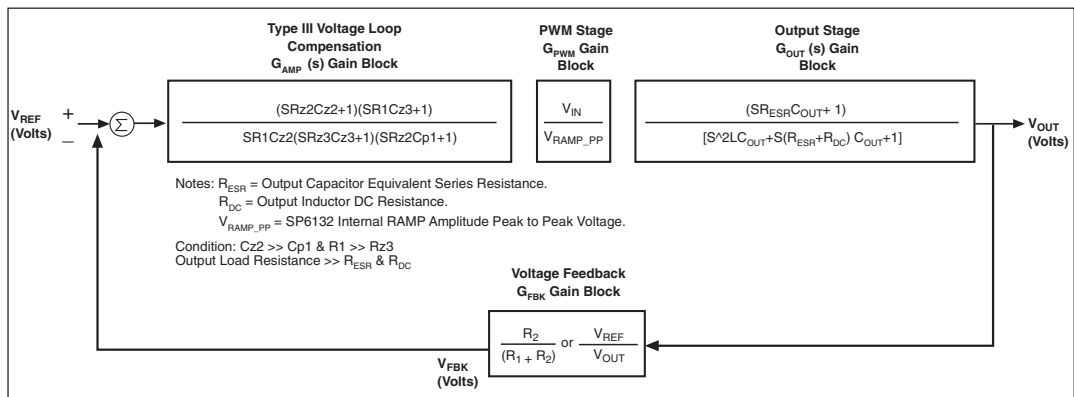 Type III Voltage Loop
Compensation
G_AMP (s) Gain Block
PWM Stage
G_PWM Gain
Block
Output Stage
G_OUT (s) Gain
Block
V_REF
(Volts)
+
−
Σ
(SRz2Cz2+1)(SR1Cz3+1)
SR1Cz2(SRz3Cz3+1)(SRz2Cp1+1)
V_IN
V_RAMP_PP
(SR_ESRC_OUT+ 1)
[S^2LC_OUT+S(R_ESR+R_DC) C_OUT+1]
V_OUT
(Volts)
Notes: R_ESR = Output Capacitor Equivalent Series Resistance.
R_DC = Output Inductor DC Resistance.
V_RAMP_PP = SP6132 Internal RAMP Amplitude Peak to Peak Voltage.
Condition: Cz2 >> Cp1 & R1 >> Rz3
Output Load Resistance >> R_ESR & R_DC
Voltage Feedback
G_FBK Gain Block
R_2
(R_1 + R_2)
or
V_REF
V_OUT
V_FBK
(Volts)